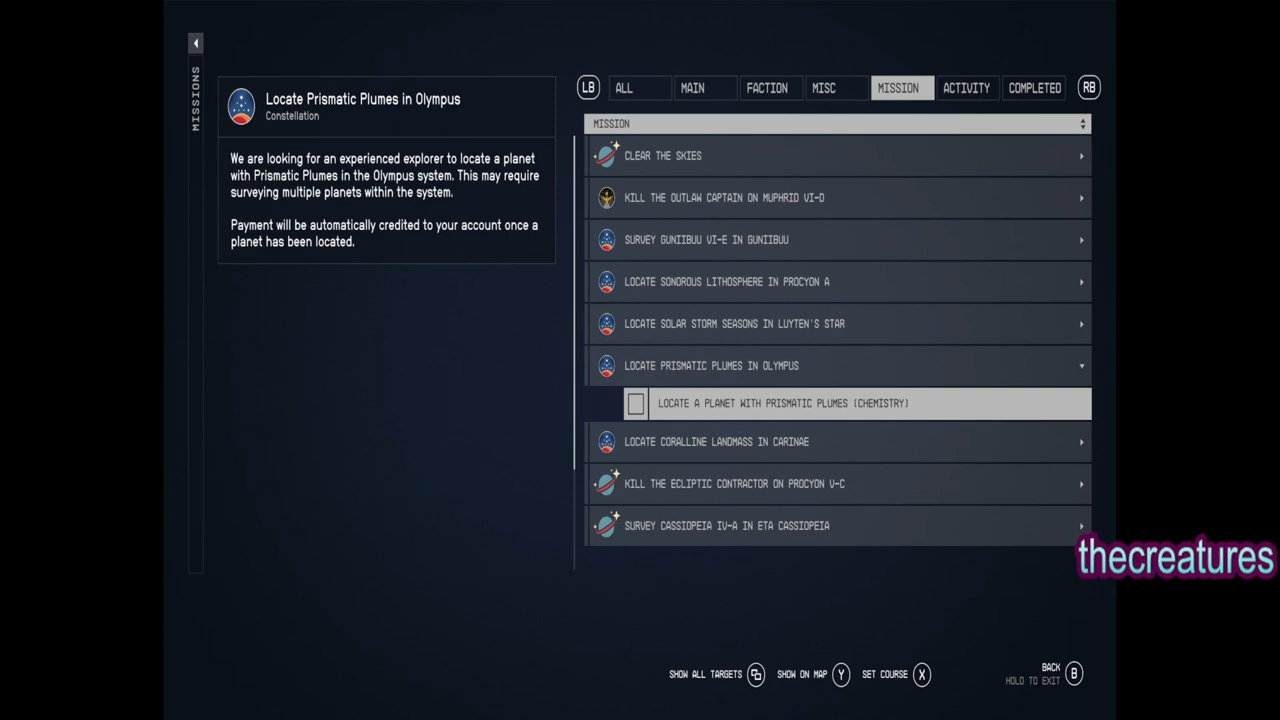 MISSIONS
Locate Prismatic Plumes in Olympus
Constellation
We are looking for an experienced explorer to locate a planet
with Prismatic Plumes in the Olympus system. This may require
surveying multiple planets within the system.
Payment will be automatically credited to your account once a
planet has been located.
LB ALL MAIN FACTION MISC MISSION ACTIVITY COMPLETED RB
MISSION
CLEAR THE SKIES
KILL THE OUTLAW CAPTAIN ON MUPHRID VI-D
SURVEY GUNIIBUU VI-E IN GUNIIBUU
LOCATE SONOROUS LITHOSPHERE IN PROCYON A
LOCATE SOLAR STORM SEASONS IN LUYTEN'S STAR
LOCATE PRISMATIC PLUMES IN OLYMPUS
LOCATE A PLANET WITH PRISMATIC PLUMES (CHEMISTRY)
LOCATE CORALLINE LANDMASS IN CARINAE
KILL THE ECLIPTIC CONTRACTOR ON PROCYON V-C
SURVEY CASSIOPEIA IV-A IN ETA CASSIOPEIA
thecreatures
SHOW ALL TARGETS SHOW ON MAP Y SET COURSE X BACK B
HOLD TO EXIT